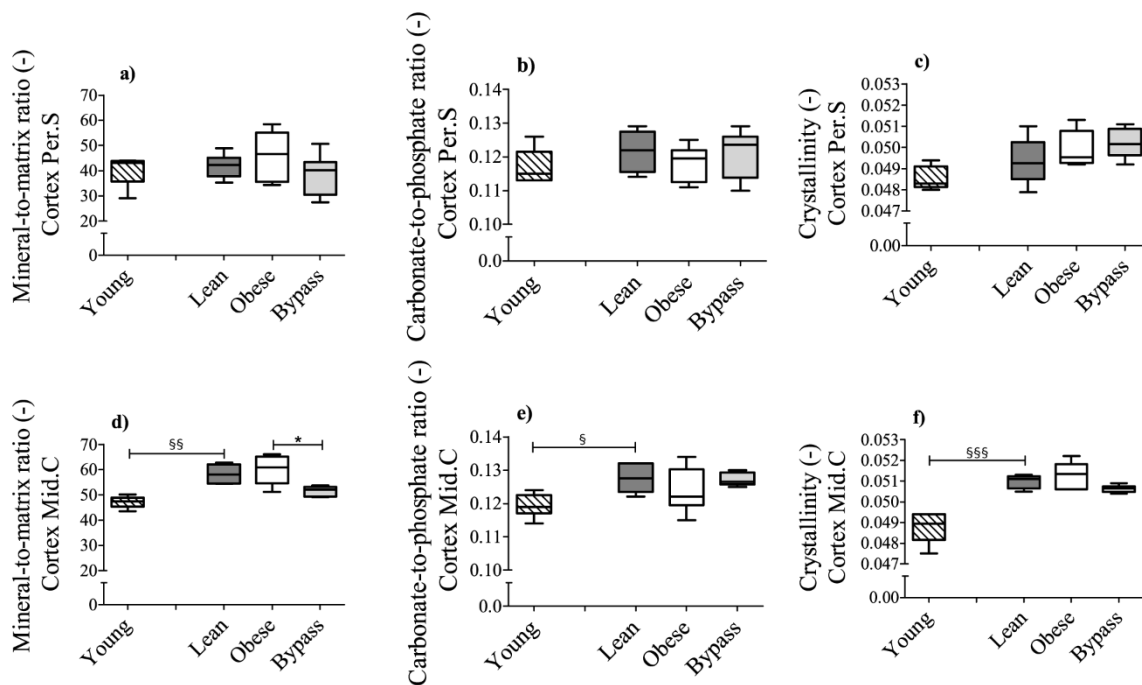 a)
Mineral-to-matrix ratio (-)
Cortex Per.S
70
60
50
40
30
20
0
Young
Lean
Obese
Bypass
b)
Carbonate-to-phosphate ratio (-)
Cortex Per.S
0.14
0.13
0.12
0.11
0.10
0.0
Young
Lean
Obese
Bypass
c)
Crystallinity (-)
Cortex Per.S
0.053
0.052
0.051
0.050
0.049
0.048
0.047
0.00
Young
Lean
Obese
Bypass
d)
Mineral-to-matrix ratio (-)
Cortex Mid.C
70
60
50
40
30
20
0
§§
*
Young
Lean
Obese
Bypass
e)
Carbonate-to-phosphate ratio (-)
Cortex Mid.C
0.14
0.13
0.12
0.11
0.10
0.0
§
Young
Lean
Obese
Bypass
f)
Crystallinity (-)
Cortex Mid.C
0.053
0.052
0.051
0.050
0.049
0.048
0.047
0.00
§§§
Young
Lean
Obese
Bypass